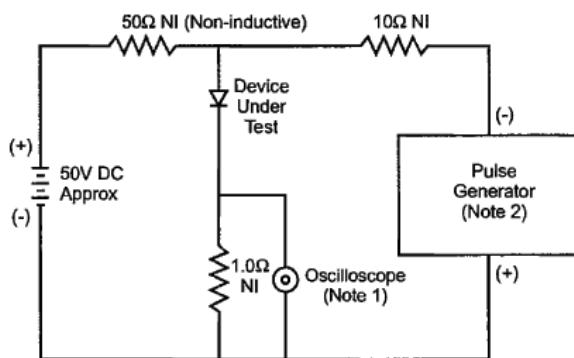 50Ω NI (Non-inductive)
10Ω NI
Device
Under
Test
(+)
50V DC
Approx
(-)
(-)
Pulse
Generator
(Note 2)
(+)
1.0Ω
NI
Oscilloscope
(Note 1)